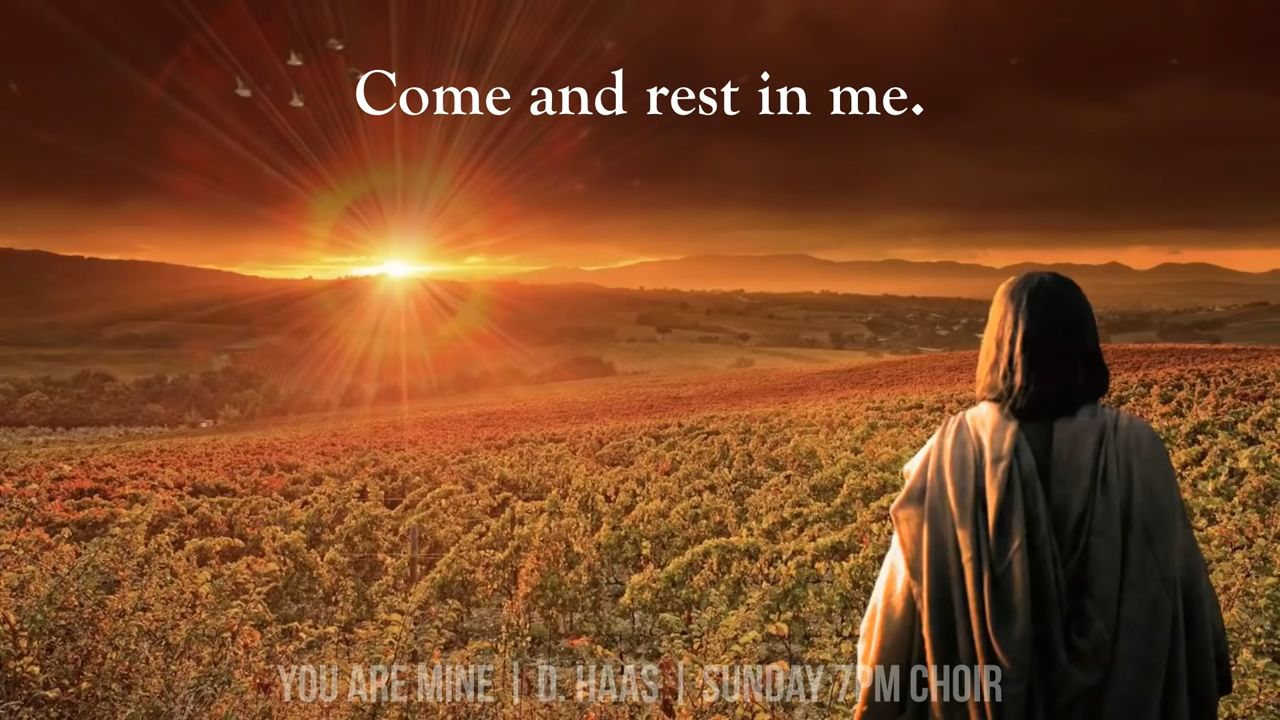 Come and rest in me.
YOU ARE MINE | D. HAAS | SUNDAY 7PM CHOIR